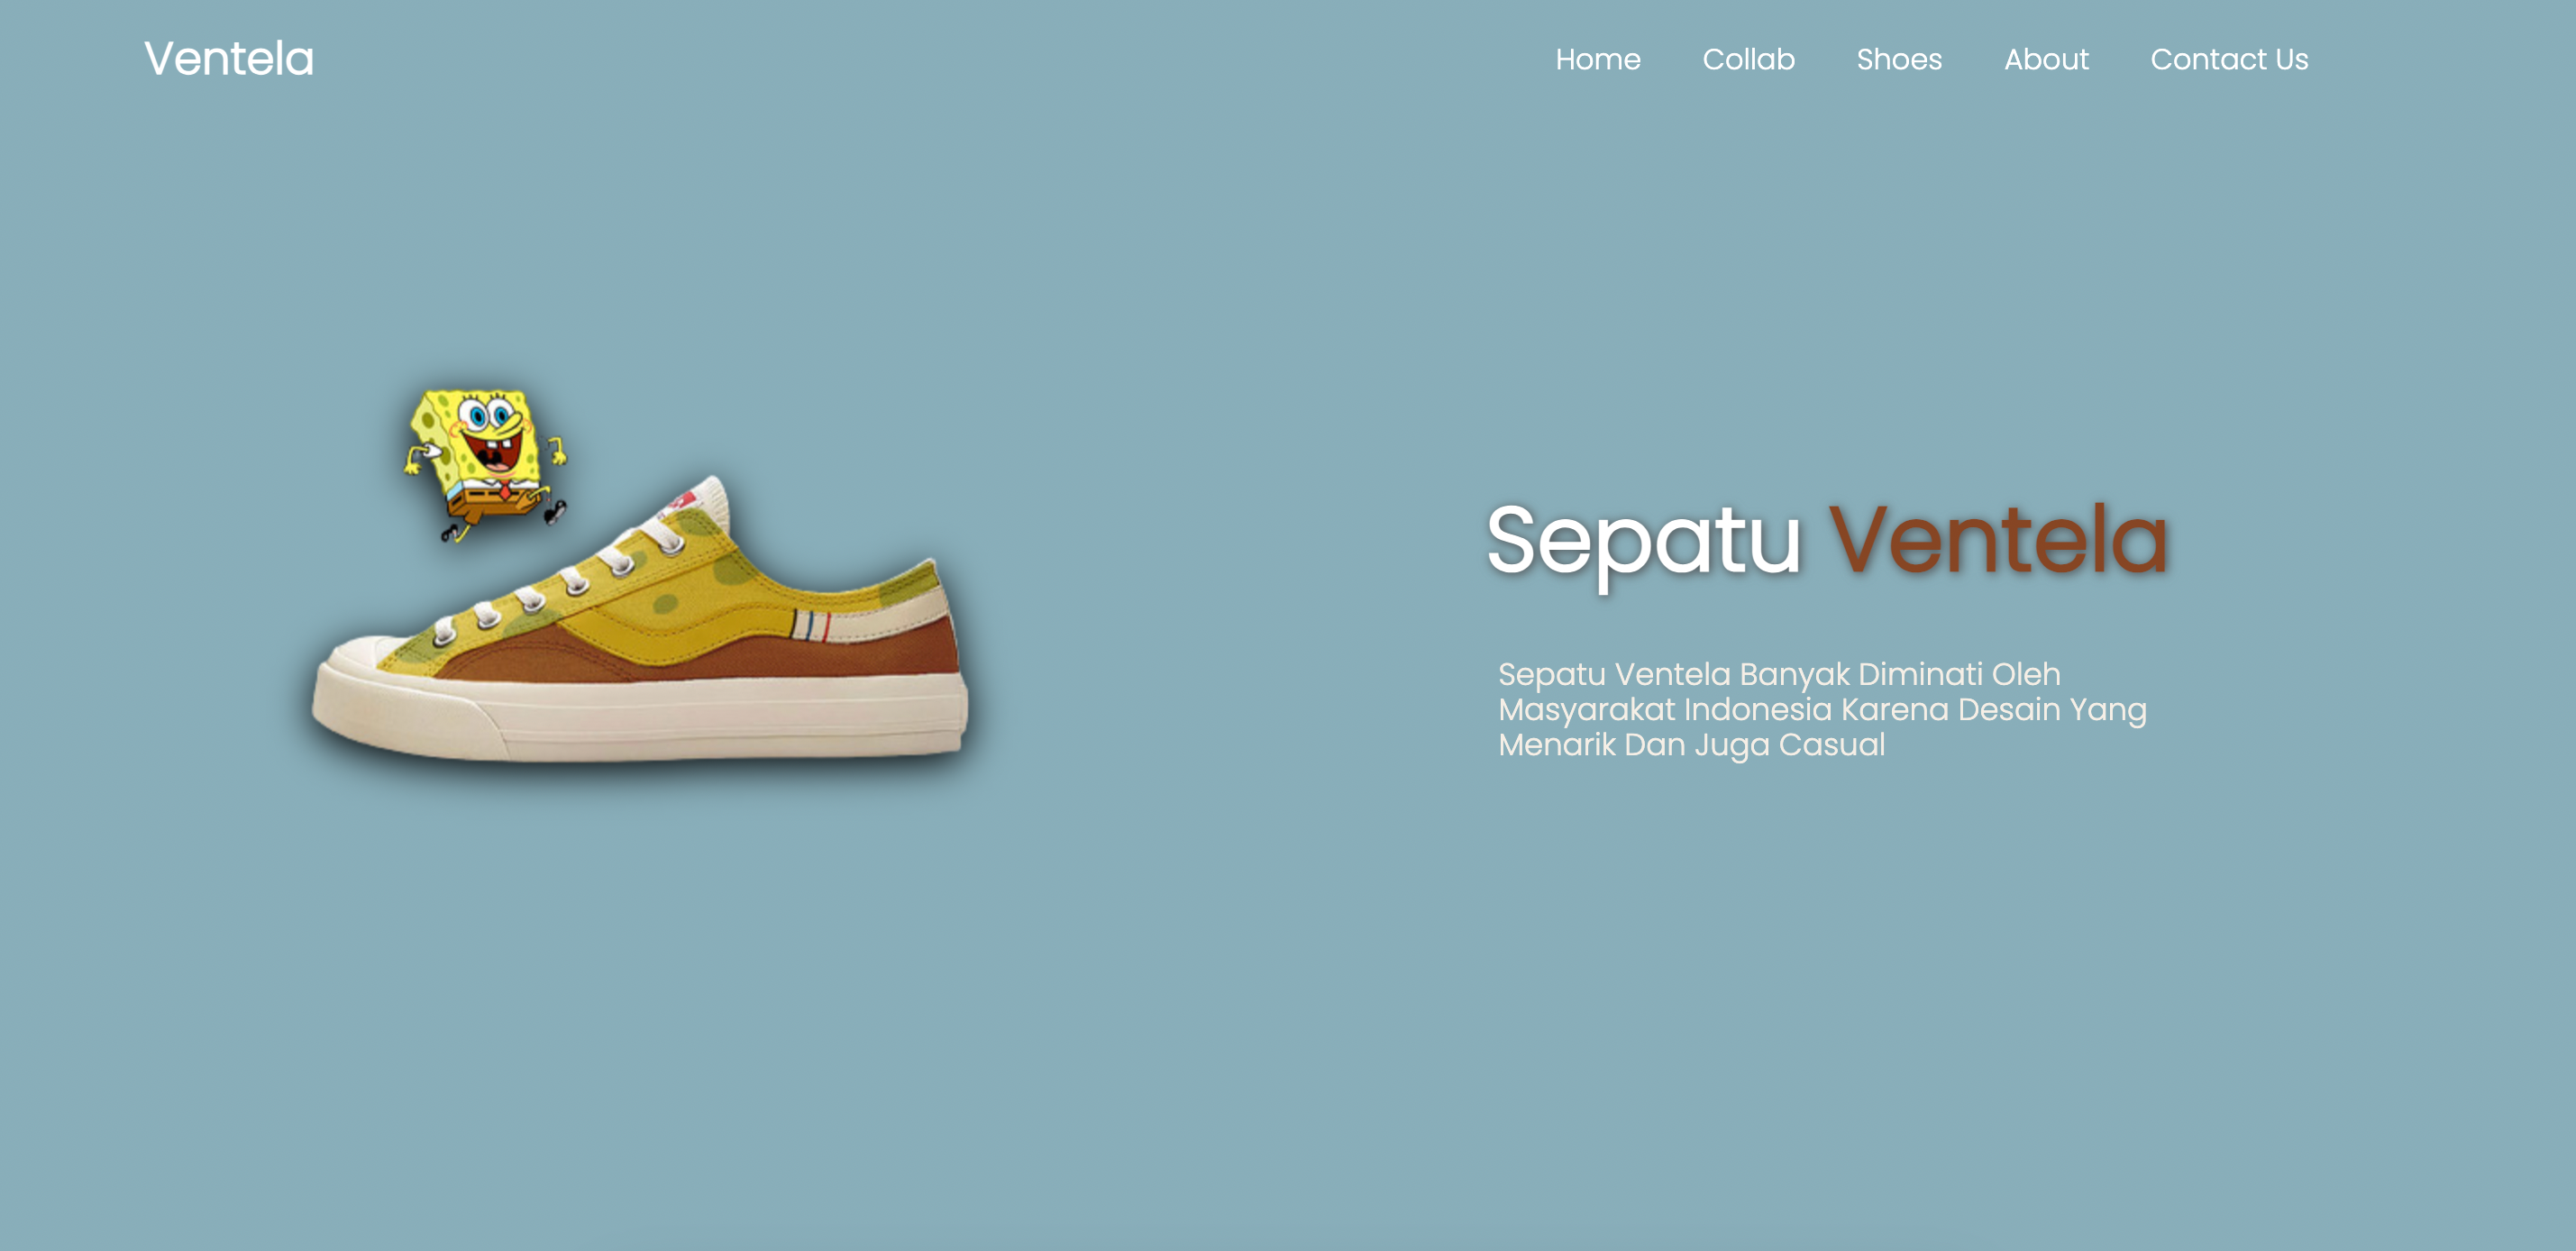 Ventela
Home Collab Shoes About Contact Us
Sepatu Ventela
Sepatu Ventela Banyak Diminati Oleh
Masyarakat Indonesia Karena Desain Yang
Menarik Dan Juga Casual